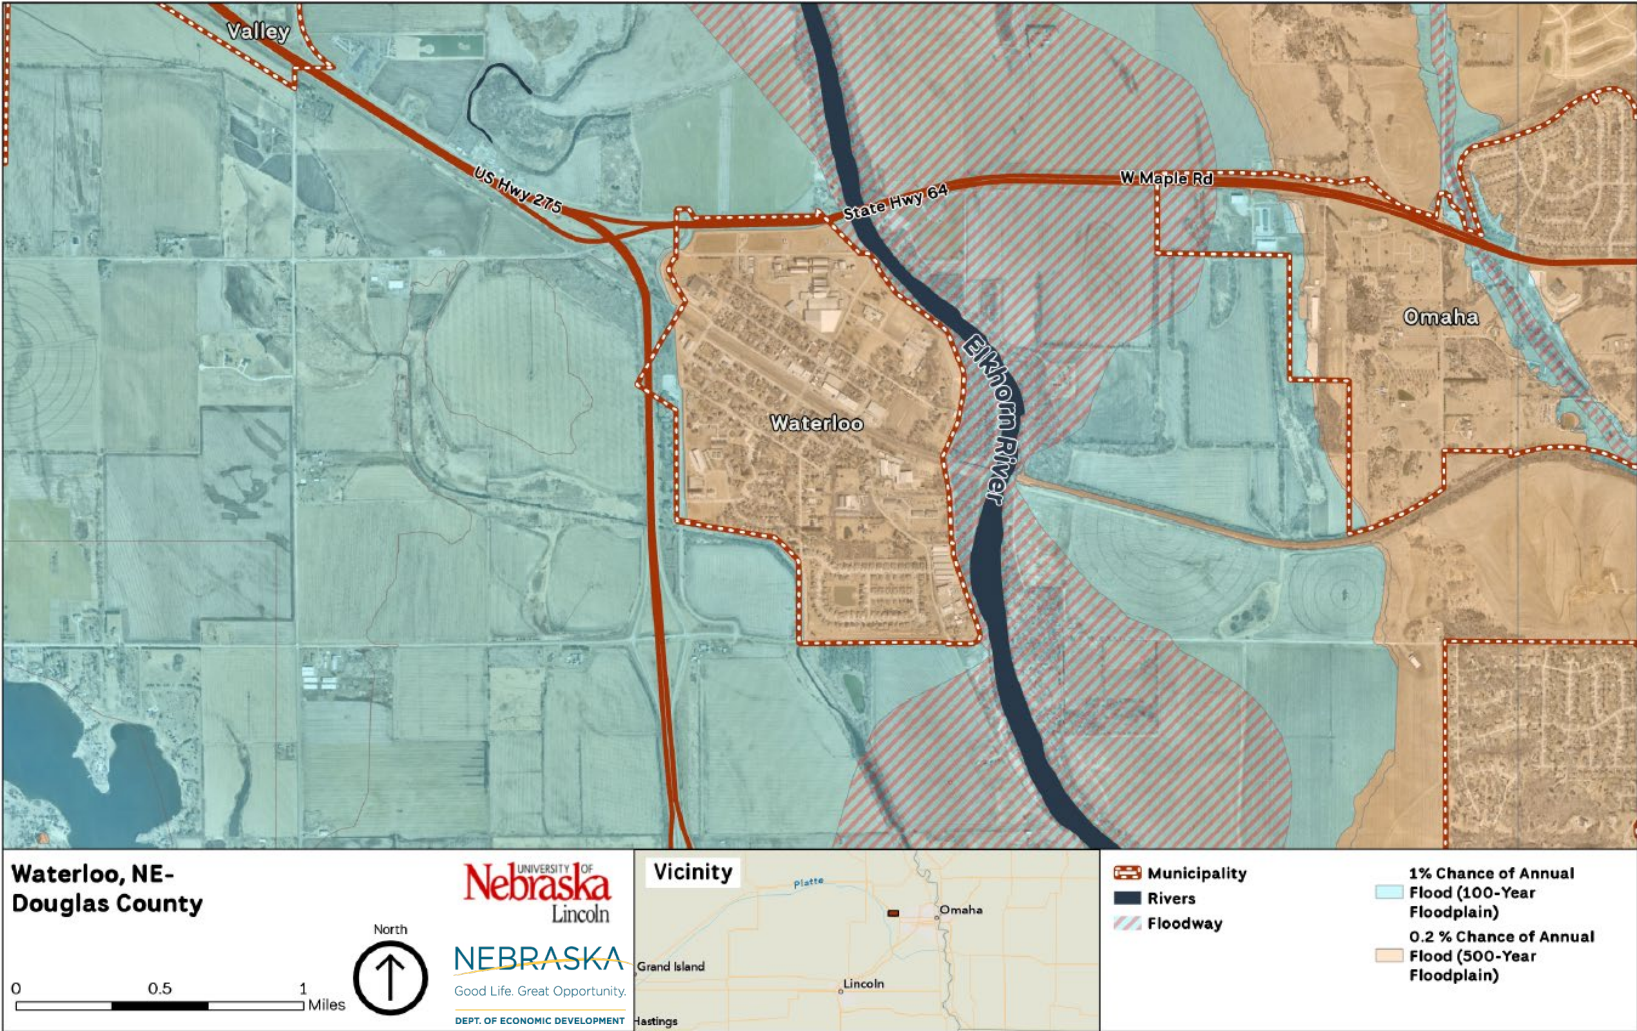 Valley
US Hwy 275
State Hwy 64
W Maple Rd
Omaha
Elkhorn River
Waterloo
Waterloo, NE-
Douglas County
0
0.5
1
Miles
North
UNIVERSITY OF
Nebraska
Lincoln
NEBRASKA
Good Life. Great Opportunity.
DEPT. OF ECONOMIC DEVELOPMENT
Vicinity
Platte
Omaha
Grand Island
Lincoln
Hastings
Municipality
Rivers
Floodway
1% Chance of Annual
Flood (100-Year
Floodplain)
0.2 % Chance of Annual
Flood (500-Year
Floodplain)